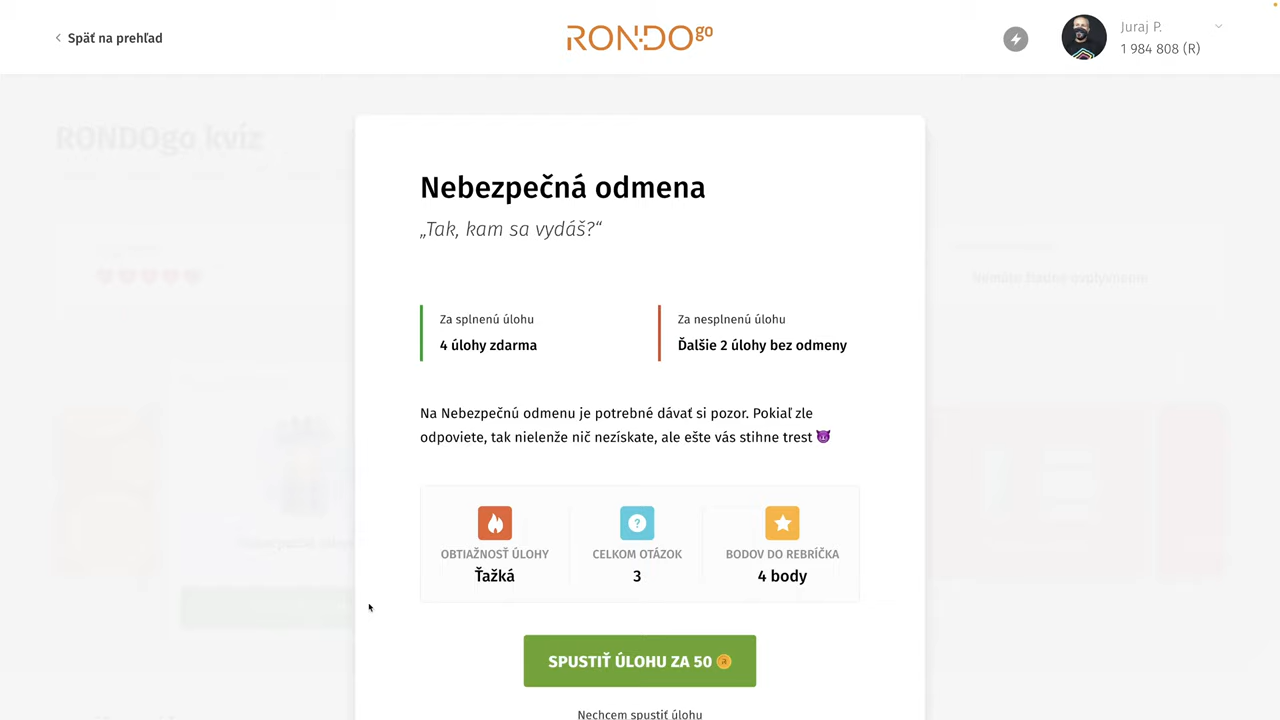 Späť na prehľad
RONDOgo
Juraj P.
1 984 808 (R)
RONDOgo kvíz
Nebezpečná odmena
„Tak, kam sa vydáš?“
Za splnenú úlohu
4 úlohy zdarma
Za nesplnenú úlohu
Ďalšie 2 úlohy bez odmeny
Na Nebezpečnú odmenu je potrebné dávať si pozor. Pokiaľ zle
odpoviete, tak nielenže nič nezískate, ale ešte vás stihne trest
OBTIAŽNOSŤ ÚLOHY
Ťažká
CELKOM OTÁZOK
3
BODOV DO REBRÍČKA
4 body
SPUSTIŤ ÚLOHU ZA 50
Nechcem spustiť úlohu